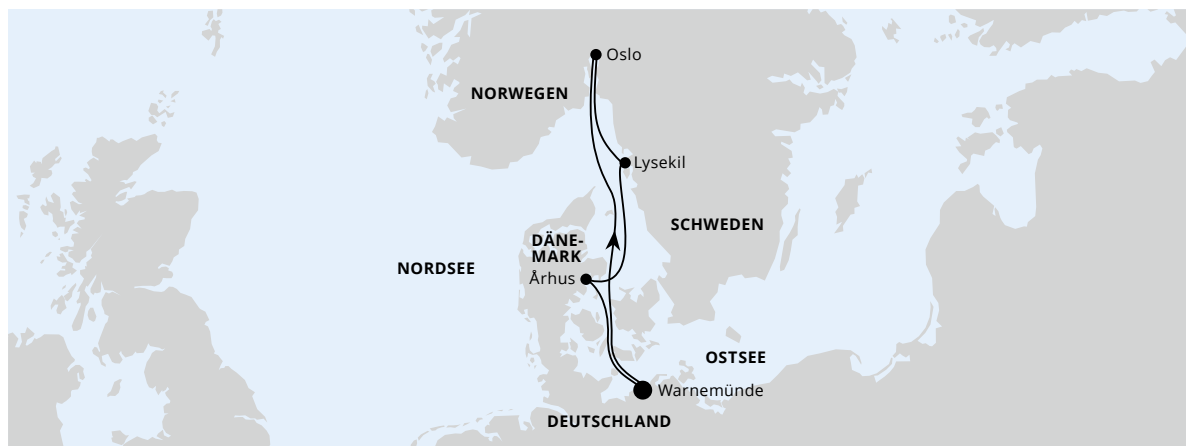 Oslo
NORWEGEN
Lysekil
SCHWEDEN
DÄNE-
MARK
NORDSEE
Århus
OSTSEE
Warnemünde
DEUTSCHLAND